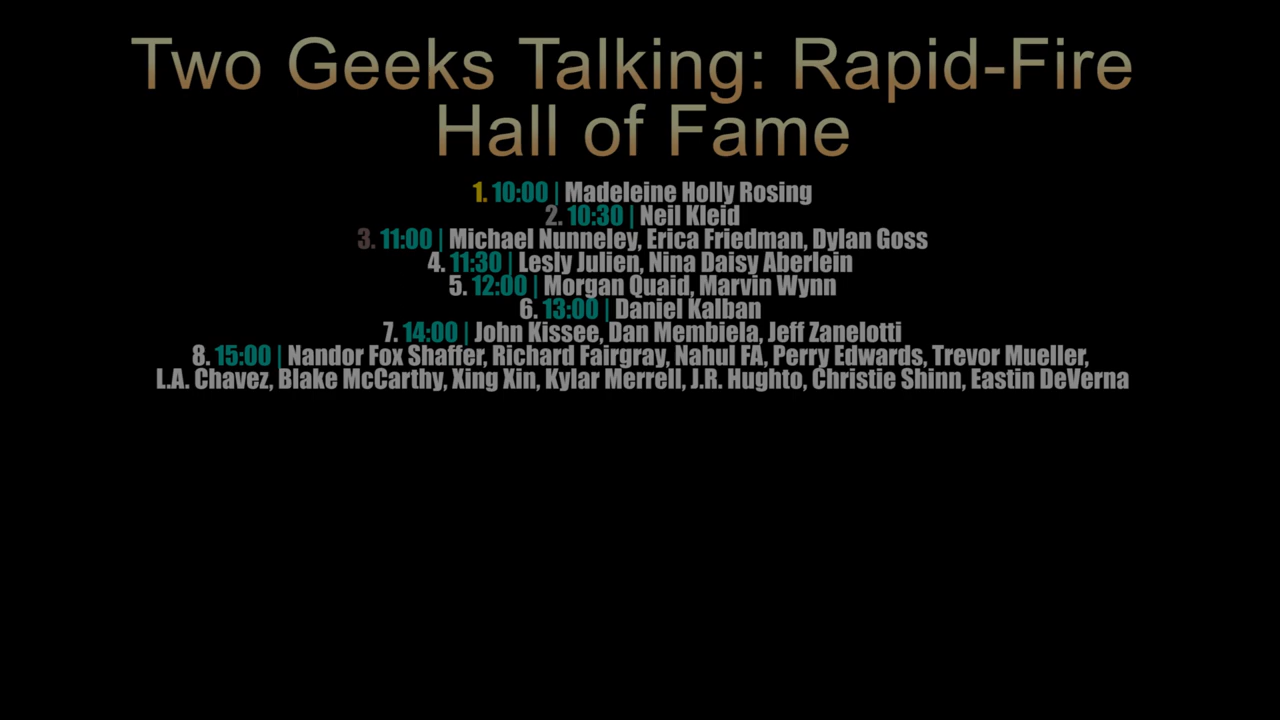 Two Geeks Talking: Rapid-Fire
Hall of Fame
1. 10:00 | Madeleine Holly Rosing
2. 10:30 | Neil Kleid
3. 11:00 | Michael Nunneley, Erica Friedman, Dylan Goss
4. 11:30 | Lesly Julien, Nina Daisy Aberlein
5. 12:00 | Morgan Quaid, Marvin Wynn
6. 13:00 | Daniel Kalban
7. 14:00 | John Kissee, Dan Membiela, Jeff Zanelotti
8. 15:00 | Nandor Fox Shaffer, Richard Fairgray, Nahul FA, Perry Edwards, Trevor Mueller,
L.A. Chavez, Blake McCarthy, Xing Xin, Kylar Merrell, J.R. Hughto, Christie Shinn, Eastin DeVerna